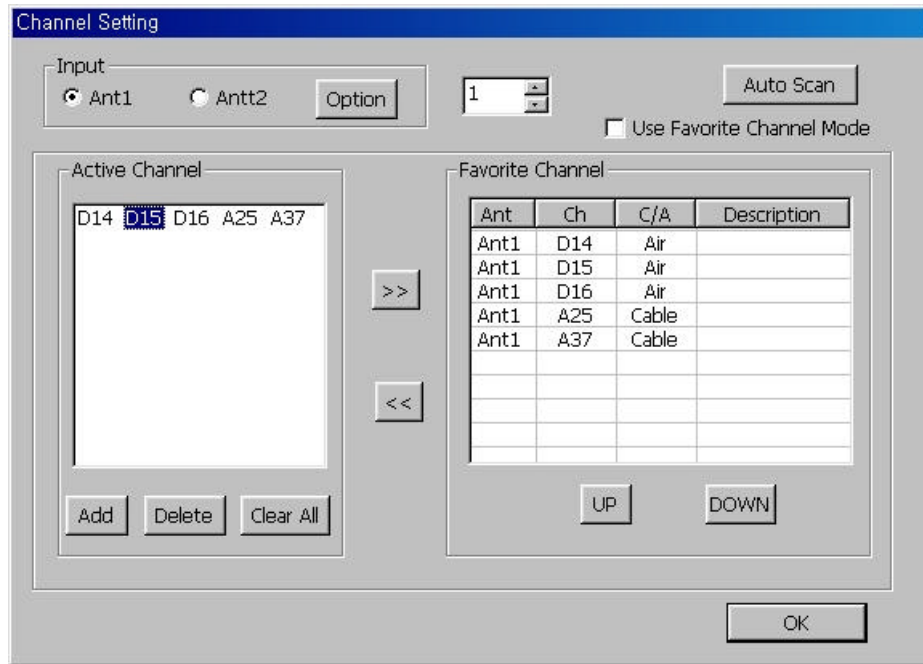 Channel Setting
Input
Ant1 Antt2 Option
1
Auto Scan
Use Favorite Channel Mode
Active Channel
D14 D15 D16 A25 A37
>>
<<
Add Delete Clear All
Favorite Channel
Ant Ch C/A Description
Ant1 D14 Air
Ant1 D15 Air
Ant1 D16 Air
Ant1 A25 Cable
Ant1 A37 Cable
UP DOWN
OK